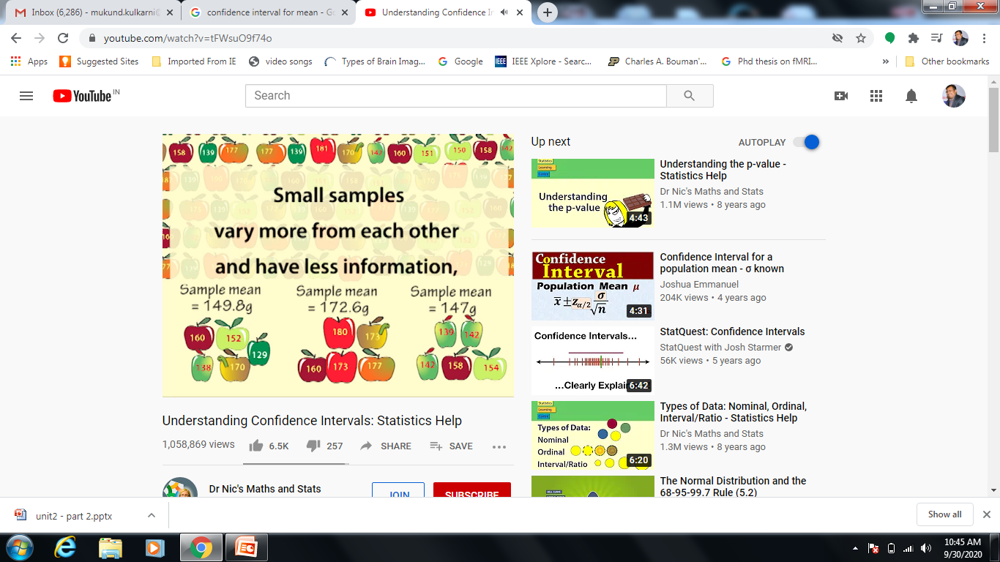 Inbox (6,286) - mukund.kulkarni@
confidence interval for mean - Go
Understanding Confidence In
youtube.com/watch?v=tFWsuO9f74o
Apps
Suggested Sites
Imported From IE
video songs
Types of Brain Imag...
Google
IEEE Xplore - Searc...
Charles A. Bouman'...
Phd thesis on fMRI...
»
Other bookmarks
YouTube IN
Search
158 139 177 177 139 181 170 142 160 151 150 158 142
Small samples
vary more from each other
and have less information,
Sample mean
= 149.8g
Sample mean
= 172.6g
Sample mean
= 147g
160 152 129
138 170
180 173
160 173 177
139 142
142 158 154
Understanding Confidence Intervals: Statistics Help
1,058,869 views
6.5K
257
SHARE
SAVE
Dr Nic's Maths and Stats
JOIN
SUBSCRIBE
Up next
AUTOPLAY
Statistics
Learning
Centre
Understanding
the p-value
4:43
Understanding the p-value -
Statistics Help
Dr Nic's Maths and Stats
1.1M views • 8 years ago
Confidence
Interval
Population Mean μ
x̄ ± zα/2 σ/√n
4:31
Confidence Interval for a
population mean - σ known
Joshua Emmanuel
204K views • 4 years ago
Confidence Intervals...
...Clearly Explai
6:42
StatQuest: Confidence Intervals
StatQuest with Josh Starmer
56K views • 5 years ago
Statistics
Learning
Centre
Types of Data:
Nominal
Ordinal
Interval/Ratio
6:20
Types of Data: Nominal, Ordinal,
Interval/Ratio - Statistics Help
Dr Nic's Maths and Stats
1.3M views • 8 years ago
The Normal Distribution and the
68-95-99.7 Rule (5.2)
unit2 - part 2.pptx
Show all
10:45 AM
9/30/2020